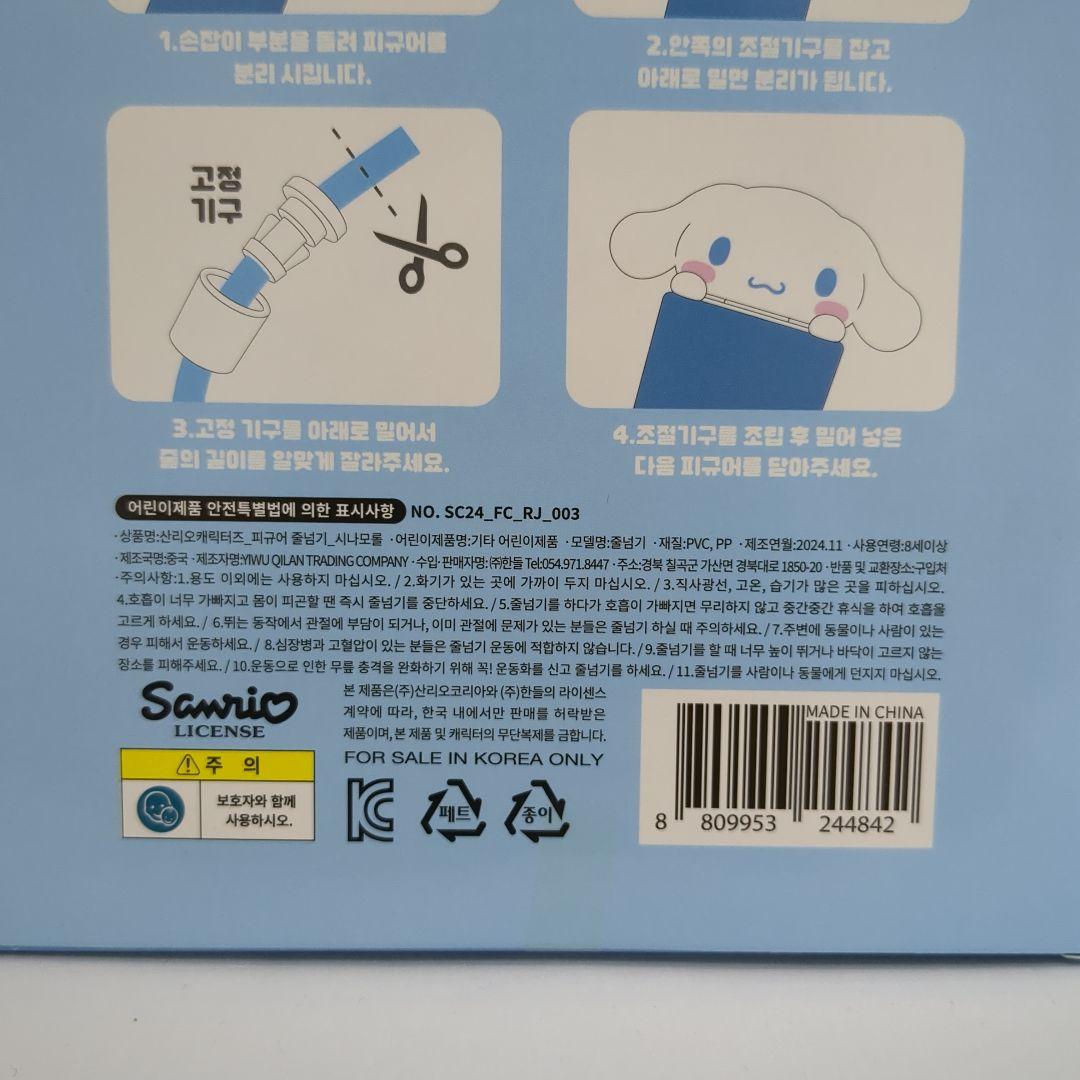 1.손잡이 부분을 돌려 피규어를
분리 시킵니다.
2.안쪽의 조절기구를 잡고
아래로 밀면 분리가 됩니다.
고정
기구
3.고정 기구를 아래로 밀어서
줄의 길이를 알맞게 잘라주세요.
4.조절기구를 조립 후 밀어 넣은
다음 피규어를 닫아주세요.
어린이제품 안전특별법에 의한 표시사항 NO. SC24_FC_RJ_003
·상품명:산리오캐릭터즈_피규어 줄넘기_시나모롤 ·어린이제품명:기타 어린이제품 ·모델명:줄넘기 ·재질:PVC, PP ·제조연월:2024.11 ·사용연령:8세이상
·제조국명:중국 ·제조자명:YIWU QILAN TRADING COMPANY ·수입·판매자명:㈜한들 Tel:054.971.8447 ·주소:경북 칠곡군 가산면 경북대로 1850-20 ·반품 및 교환장소:구입처
·주의사항:1.용도 이외에는 사용하지 마십시오. / 2.화기가 있는 곳에 가까이 두지 마십시오. / 3.직사광선, 고온, 습기가 많은 곳을 피하십시오.
4.호흡이 너무 가빠지고 몸이 피곤할 땐 즉시 줄넘기를 중단하세요. / 5.줄넘기를 하다가 호흡이 가빠지면 무리하지 않고 중간중간 휴식을 하여 호흡을
고르게 하세요. / 6.뛰는 동작에서 관절에 부담이 되거나, 이미 관절에 문제가 있는 분들은 줄넘기 하실 때 주의하세요. / 7.주변에 동물이나 사람이 있는
경우 피해서 운동하세요. / 8.심장병과 고혈압이 있는 분들은 줄넘기 운동에 적합하지 않습니다. / 9.줄넘기를 할 때 너무 높이 뛰거나 바닥이 고르지 않는
장소를 피해주세요. / 10.운동으로 인한 무릎 충격을 완화하기 위해 꼭! 운동화를 신고 줄넘기를 하세요. / 11.줄넘기를 사람이나 동물에게 던지지 마십시오.
Sanrio
LICENSE
본 제품은(주)산리오코리아와 (주)한들의 라이센스
계약에 따라, 한국 내에서만 판매를 허락받은
제품이며, 본 제품 및 캐릭터의 무단복제를 금합니다.
FOR SALE IN KOREA ONLY
주 의
보호자와 함께
사용하시오.
KC
페트
종이
MADE IN CHINA
8 809953 244842